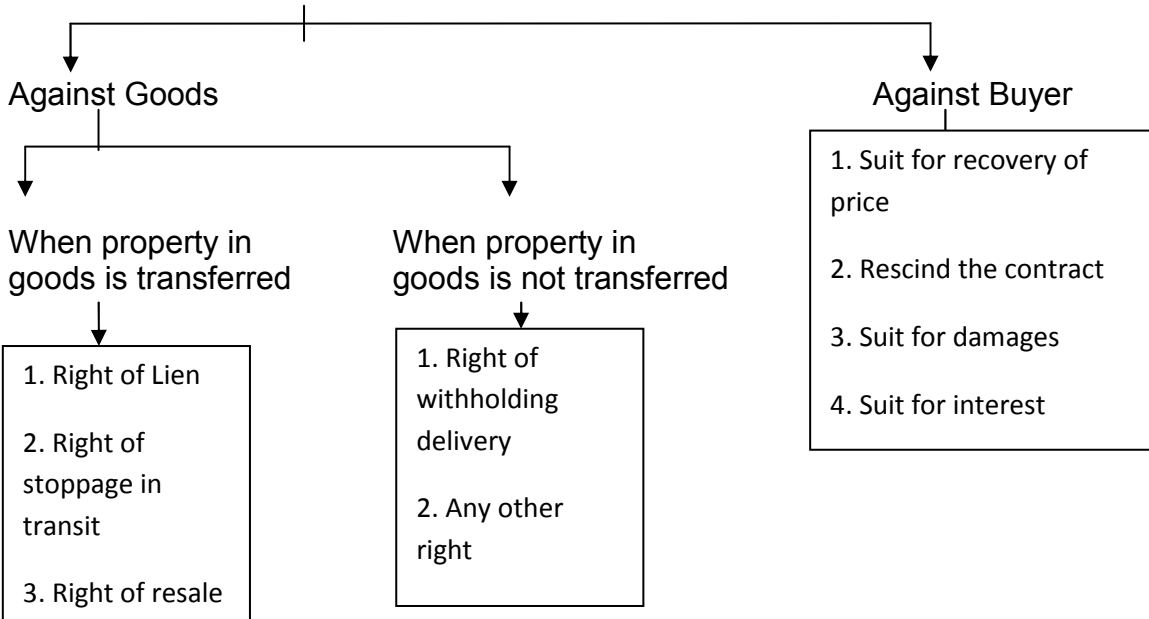 Against Goods
Against Buyer
1. Suit for recovery of
price
2. Rescind the contract
3. Suit for damages
4. Suit for interest
When property in
goods is transferred
When property in
goods is not transferred
1. Right of Lien
2. Right of
stoppage in
transit
3. Right of resale
1. Right of
withholding
delivery
2. Any other
right